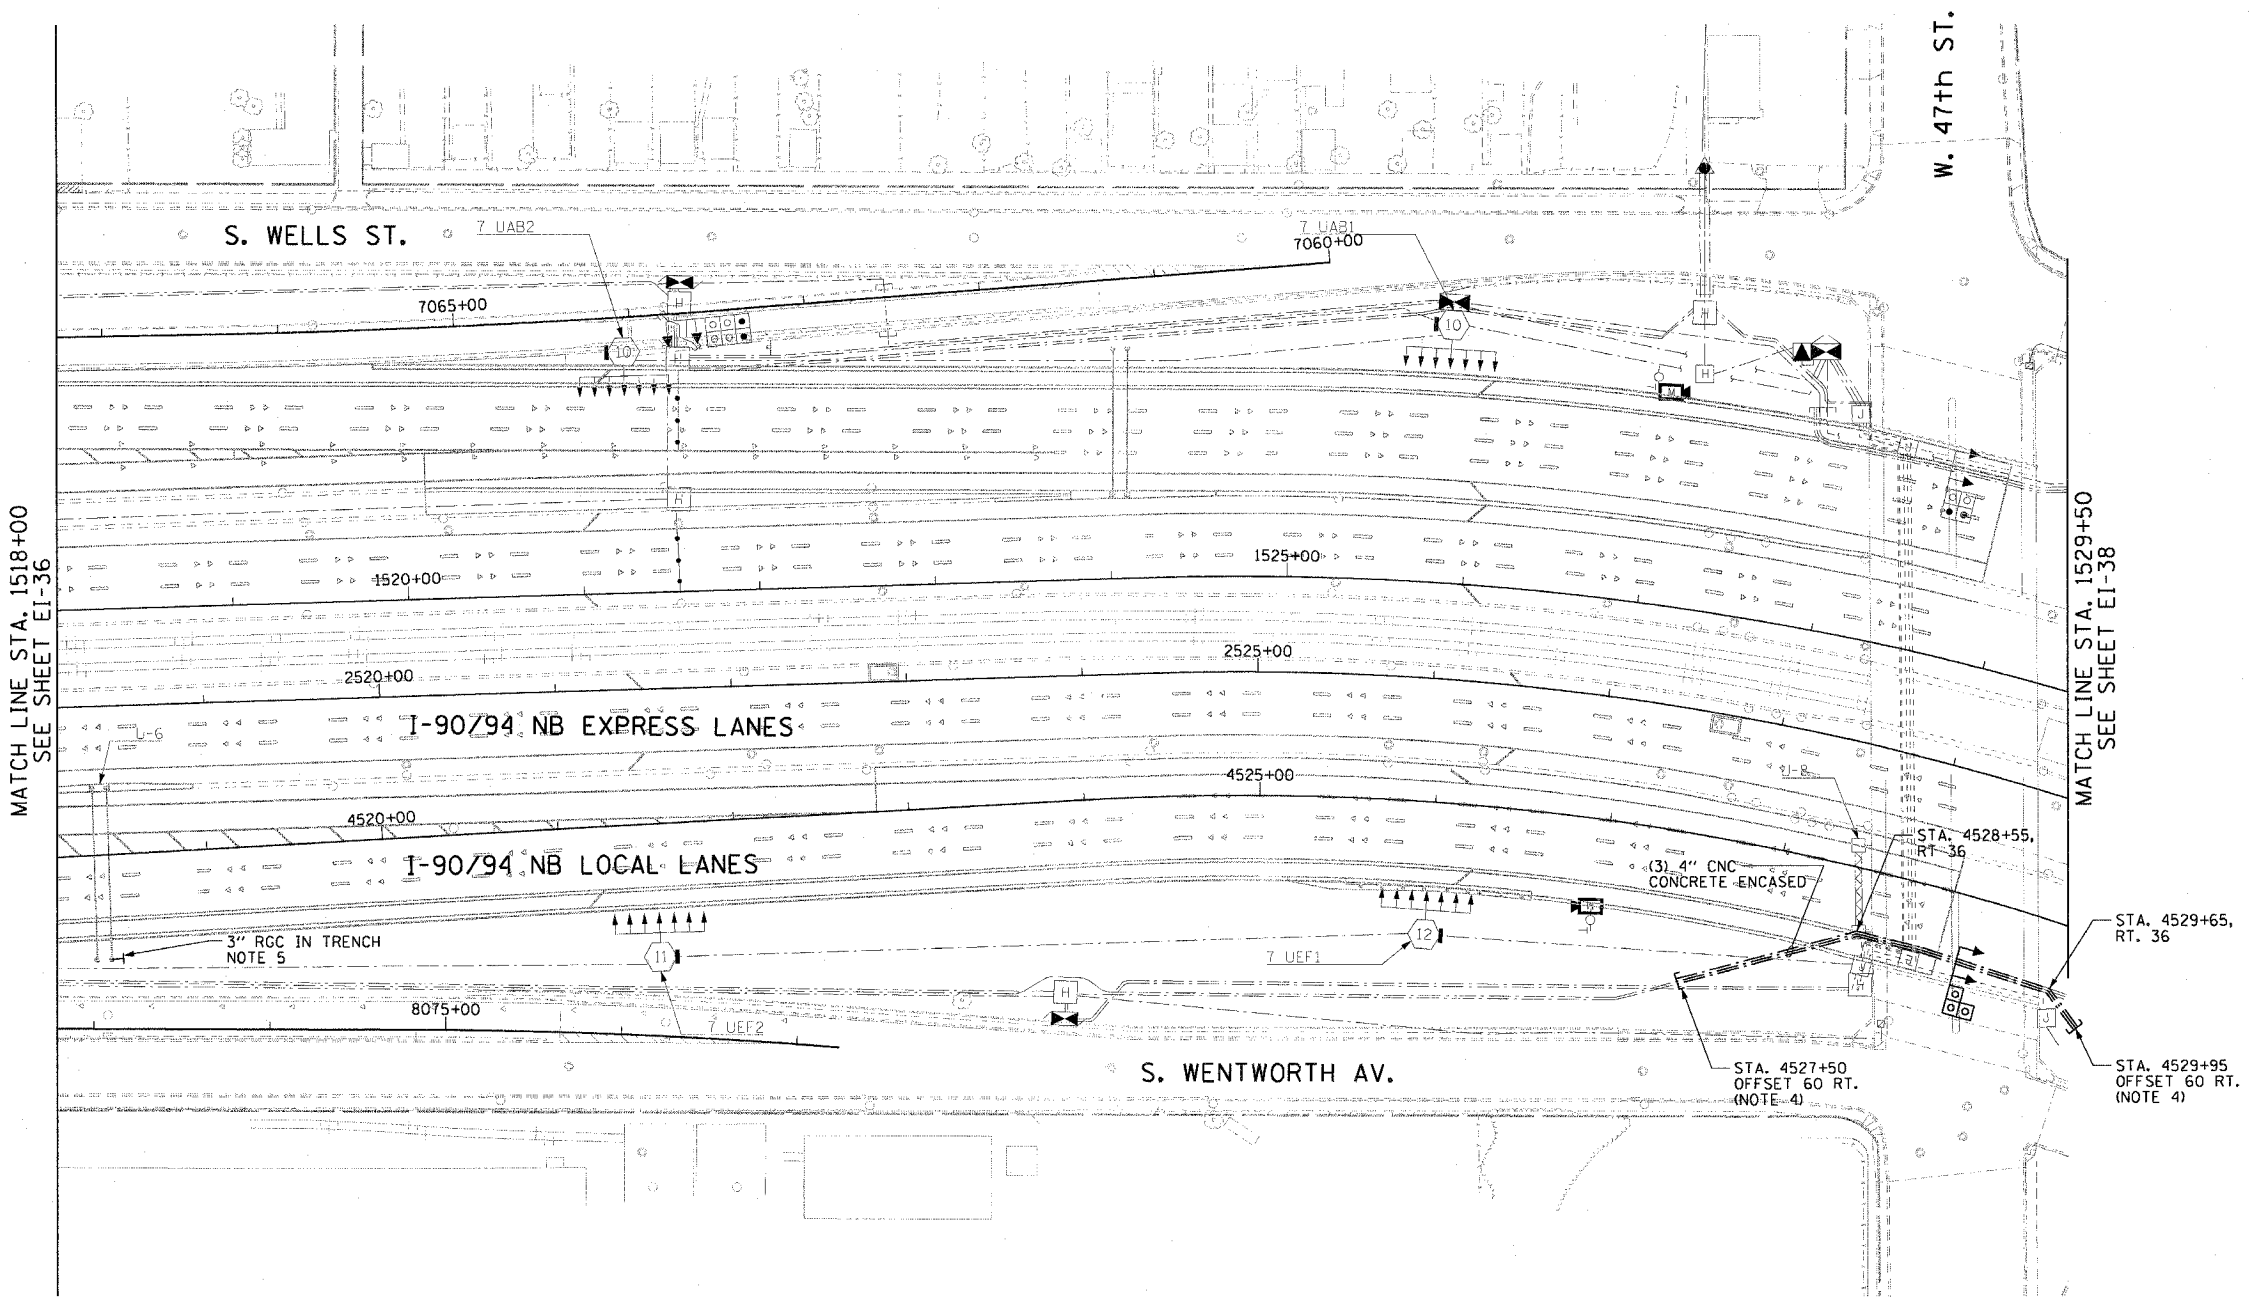 W. 47th ST.
S. WELLS ST.
7 UAB2
7 UAB1
7060+00
7065+00
H
10
10
H
H
M
J
H
MATCH LINE STA. 1518+00
SEE SHEET EI-36
1520+00
1525+00
MATCH LINE STA. 1529+50
SEE SHEET EI-38
2520+00
2525+00
I-90/94 NB EXPRESS LANES
U-6
4525+00
U-8
4520+00
STA. 4528+55,
RT 36
I-90/94 NB LOCAL LANES
(3) 4" CNC
CONCRETE ENCASED
3" RGC IN TRENCH
NOTE 5
11
12
7 UEF1
STA. 4529+65,
RT. 36
H
H
J
8075+00
7 UEF2
S. WENTWORTH AV.
STA. 4527+50
OFFSET 60 RT.
(NOTE 4)
STA. 4529+95
OFFSET 60 RT.
(NOTE 4)